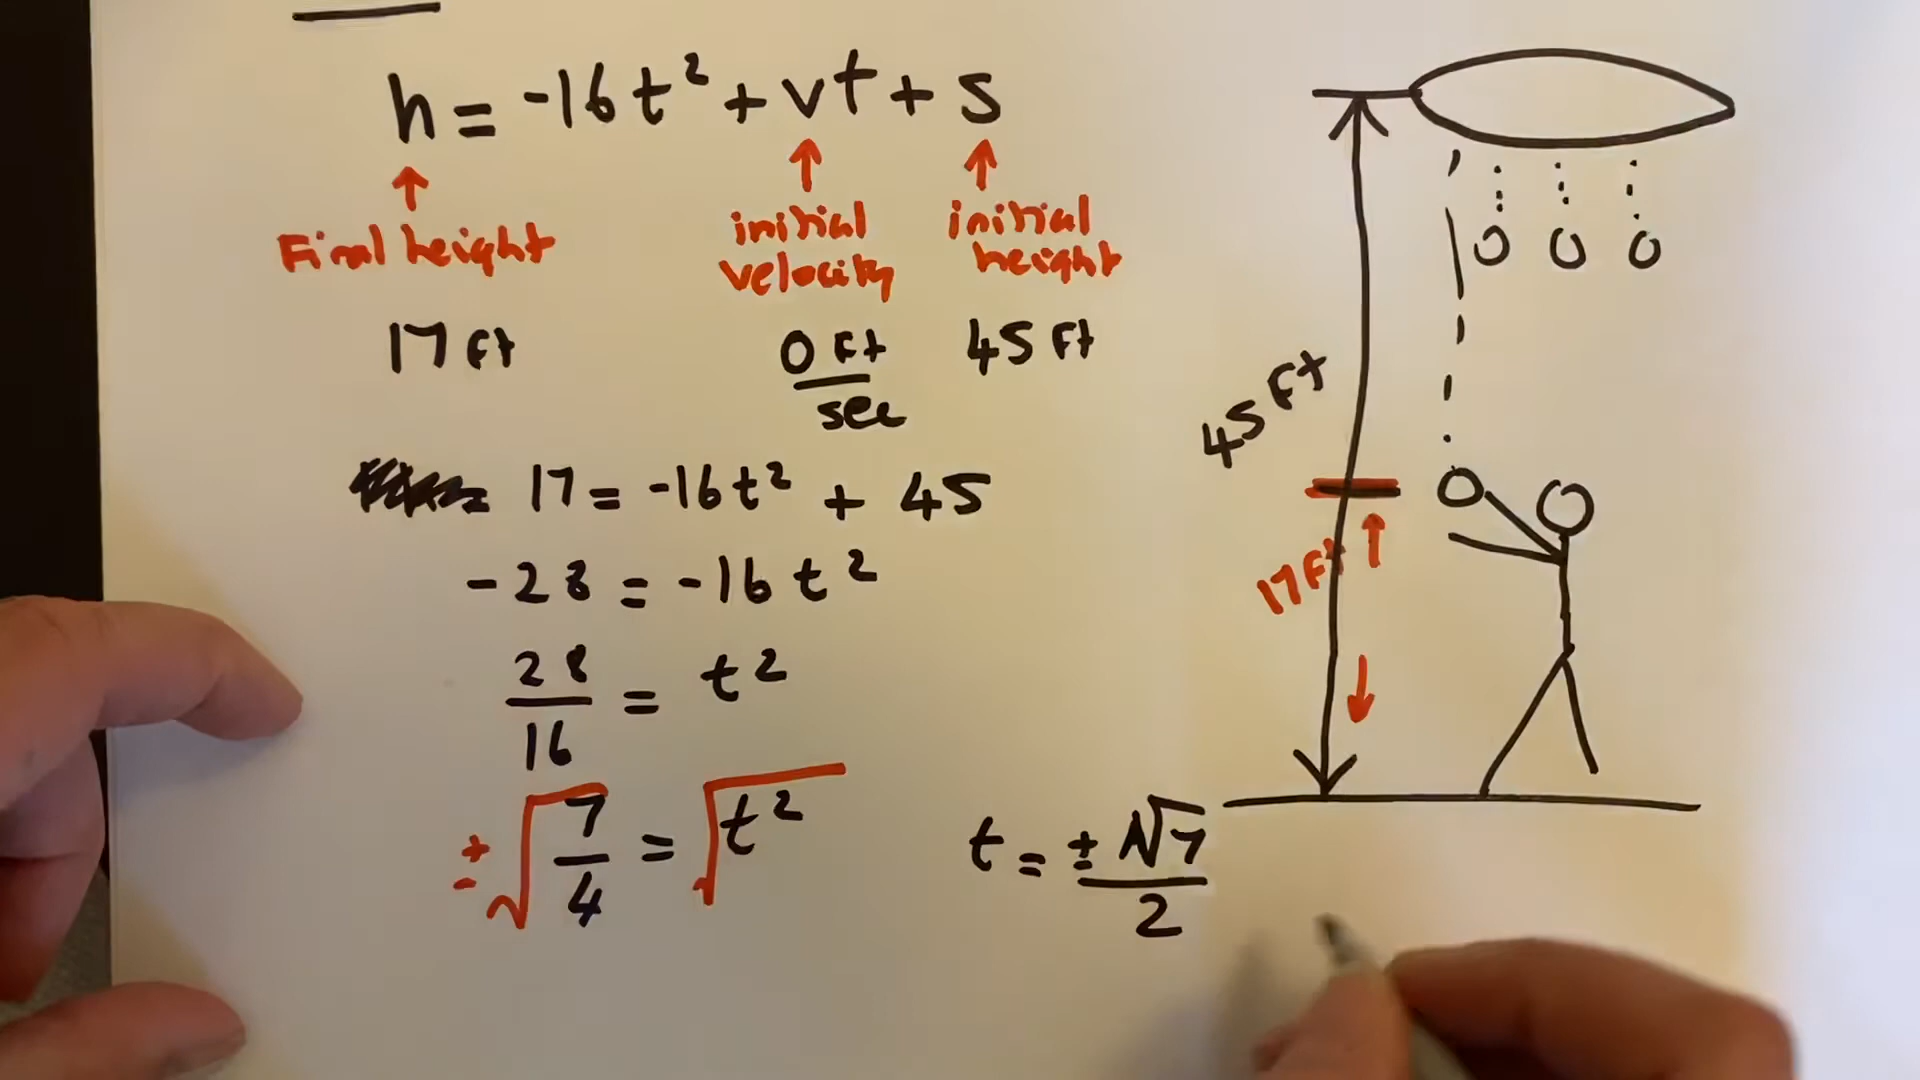 h = -16t² + vt + s
Final height
initial velocity
initial height
17 Ft
0 Ft
sec
45 Ft
17 = -16t² + 45
-28 = -16t²
28/16 = t²
± √7/4 = √t²
t = ± √7/2
45 Ft
17 Ft